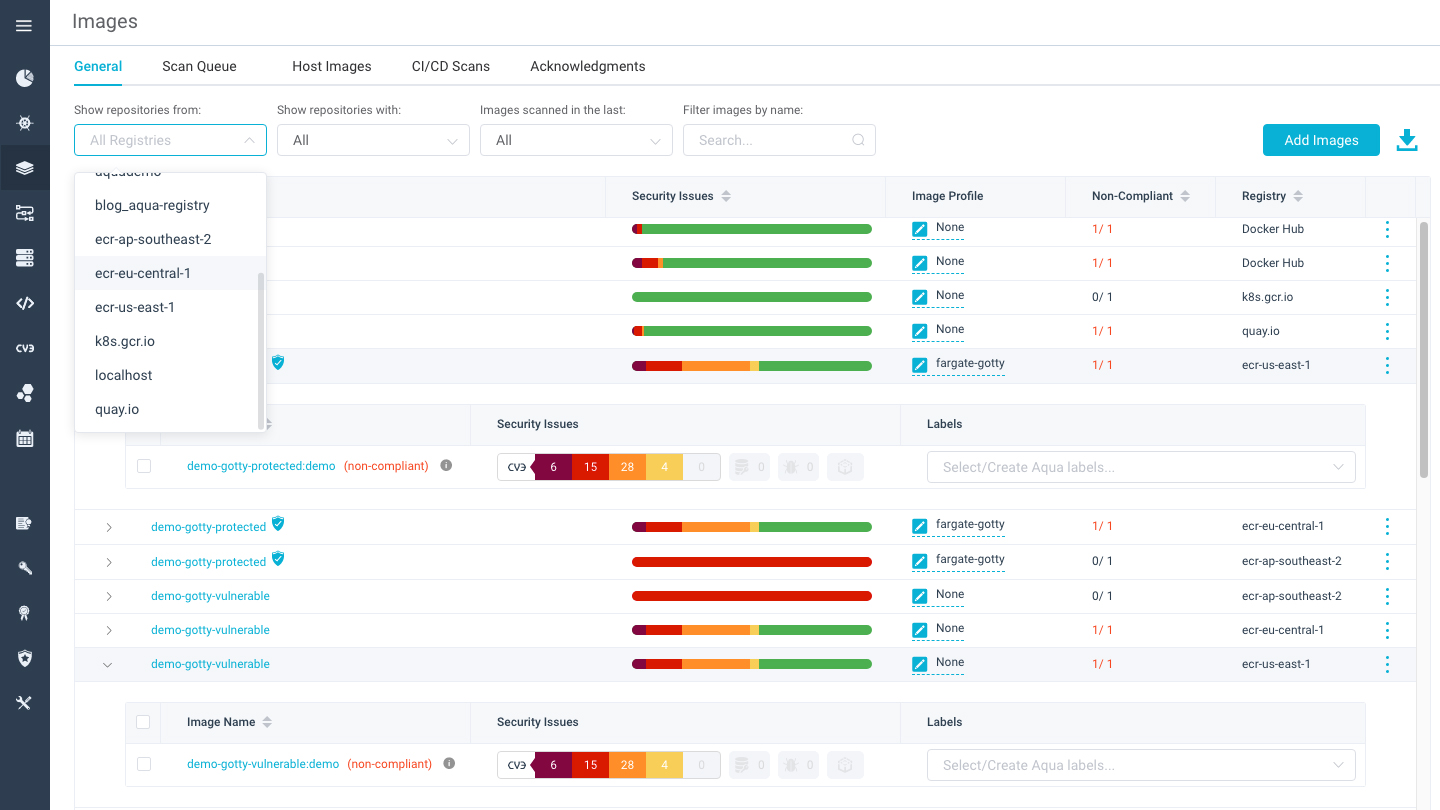 Images
General Scan Queue Host Images CI/CD Scans Acknowledgments
Show repositories from: Show repositories with: Images scanned in the last: Filter images by name:
All Registries All All Search... Add Images
blog_aqua-registry
ecr-ap-southeast-2
ecr-eu-central-1
ecr-us-east-1
k8s.gcr.io
localhost
quay.io
Security Issues Image Profile Non-Compliant Registry
None 1/ 1 Docker Hub
None 1/ 1 Docker Hub
None 0/ 1 k8s.gcr.io
None 1/ 1 quay.io
fargate-gotty 1/ 1 ecr-us-east-1
Security Issues Labels
demo-gotty-protected:demo (non-compliant) CVE 6 15 28 4 0 0 0 Select/Create Aqua labels...
demo-gotty-protected fargate-gotty 1/ 1 ecr-eu-central-1
demo-gotty-protected fargate-gotty 0/ 1 ecr-ap-southeast-2
demo-gotty-vulnerable None 0/ 1 ecr-ap-southeast-2
demo-gotty-vulnerable None 1/ 1 ecr-eu-central-1
demo-gotty-vulnerable None 1/ 1 ecr-us-east-1
Image Name Security Issues Labels
demo-gotty-vulnerable:demo (non-compliant) CVE 6 15 28 4 0 0 0 Select/Create Aqua labels...
CVE